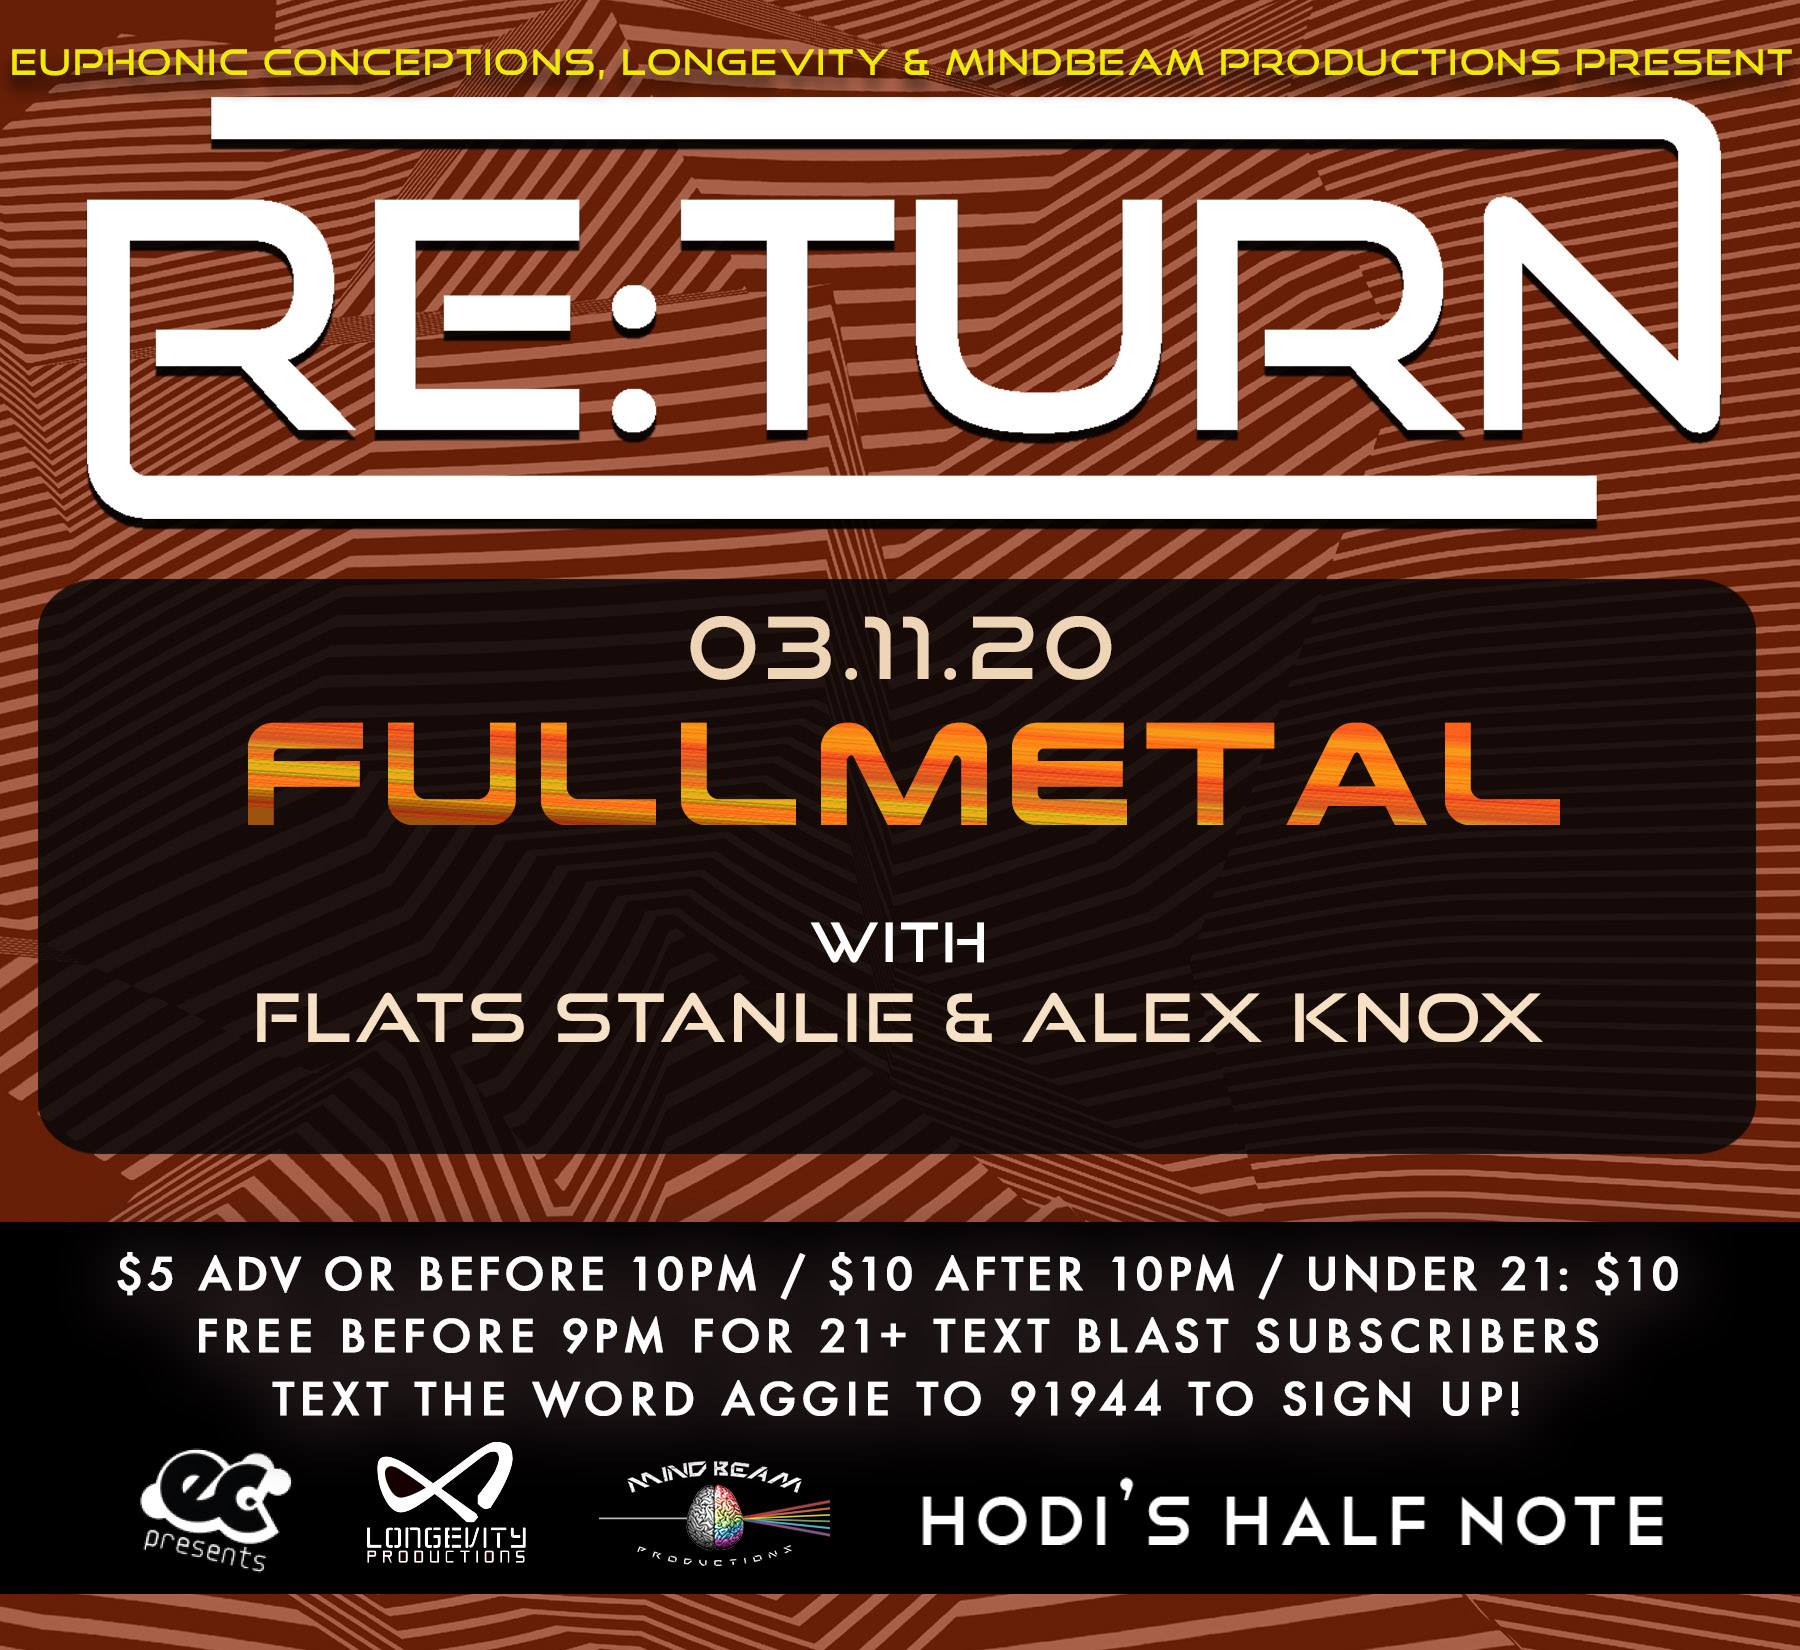 EUPHONIC CONCEPTIONS, LONGEVITY & MINDBEAM PRODUCTIONS PRESENT
RE:TURN
03.11.20
FULLMETAL
WITH
FLATS STANLIE & ALEX KNOX
$5 ADV OR BEFORE 10PM / $10 AFTER 10PM / UNDER 21: $10
FREE BEFORE 9PM FOR 21+ TEXT BLAST SUBSCRIBERS
TEXT THE WORD AGGIE TO 91944 TO SIGN UP!
ec
presents
LONGEVITY
PRODUCTIONS
MIND BEAM
PRODUCTIONS
HODI'S HALF NOTE